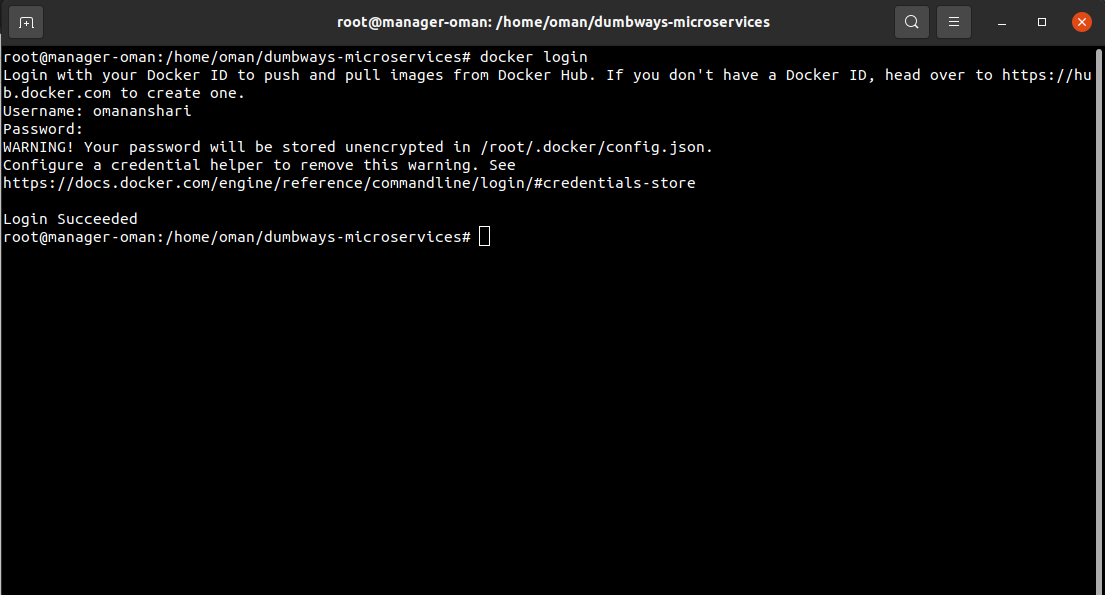 root@manager-oman: /home/oman/dumbways-microservices
root@manager-oman:/home/oman/dumbways-microservices# docker login
Login with your Docker ID to push and pull images from Docker Hub. If you don't have a Docker ID, head over to https://hu
b.docker.com to create one.
Username: omananshari
Password:
WARNING! Your password will be stored unencrypted in /root/.docker/config.json.
Configure a credential helper to remove this warning. See
https://docs.docker.com/engine/reference/commandline/login/#credentials-store
Login Succeeded
root@manager-oman:/home/oman/dumbways-microservices#